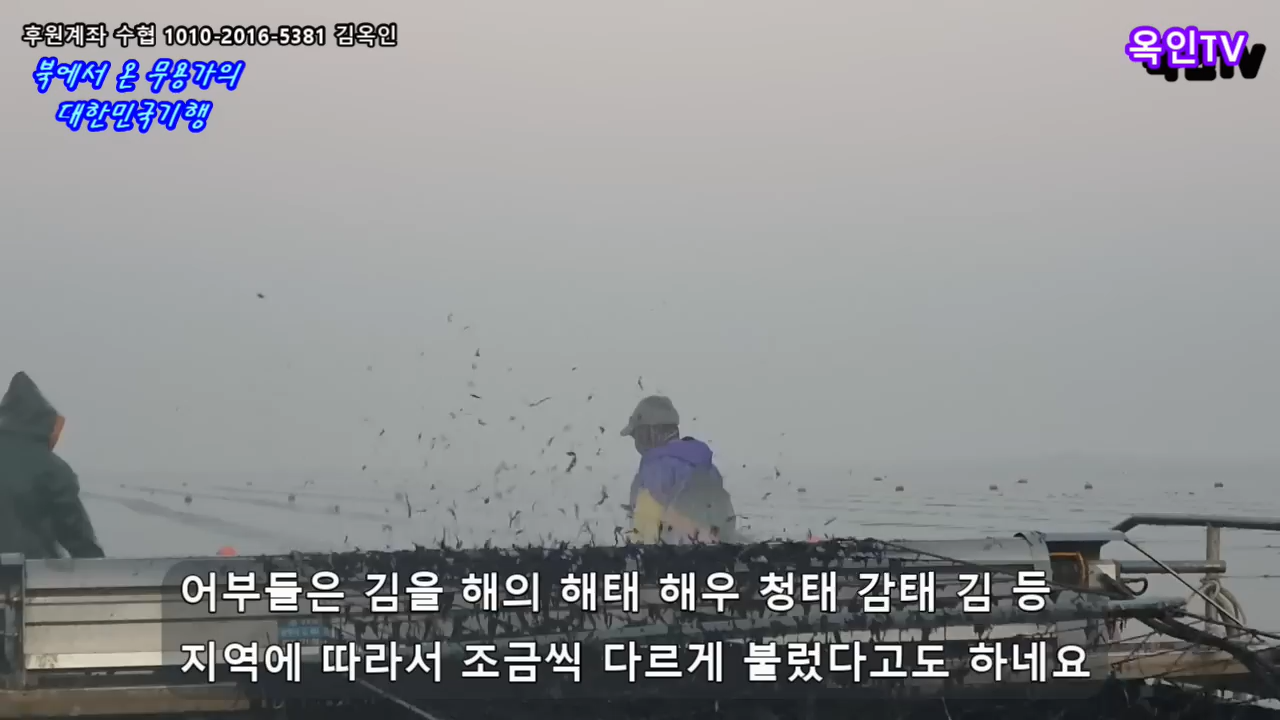 후원계좌 수협 1010-2016-5381 김옥인
옥인TV
북에서 온 무용가의
대한민국기행
어부들은 김을 해의 해태 해우 청태 감태 김 등
지역에 따라서 조금씩 다르게 불렀다고도 하네요